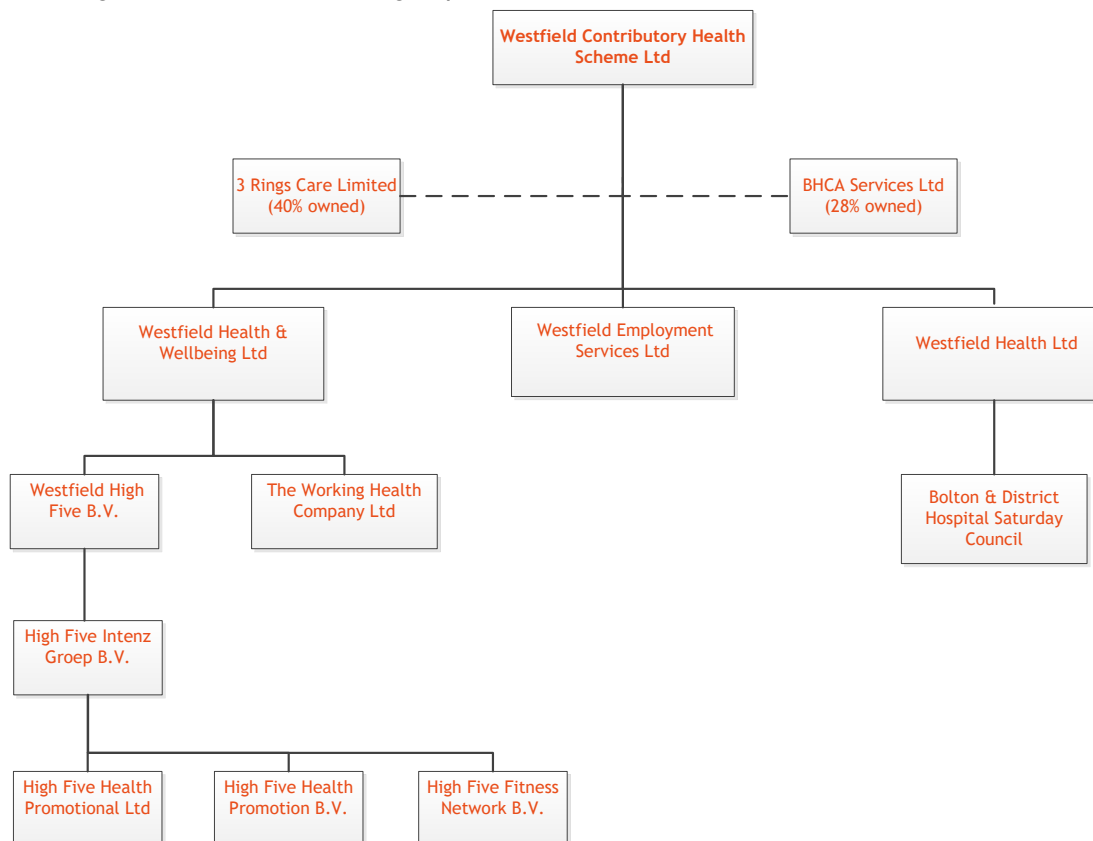 Westfield Contributory Health
Scheme Ltd
3 Rings Care Limited
(40% owned)
BHCA Services Ltd
(28% owned)
Westfield Health &
Wellbeing Ltd
Westfield Employment
Services Ltd
Westfield Health Ltd
Westfield High
Five B.V.
The Working Health
Company Ltd
Bolton & District
Hospital Saturday
Council
High Five Intenz
Groep B.V.
High Five Health
Promotional Ltd
High Five Health
Promotion B.V.
High Five Fitness
Network B.V.